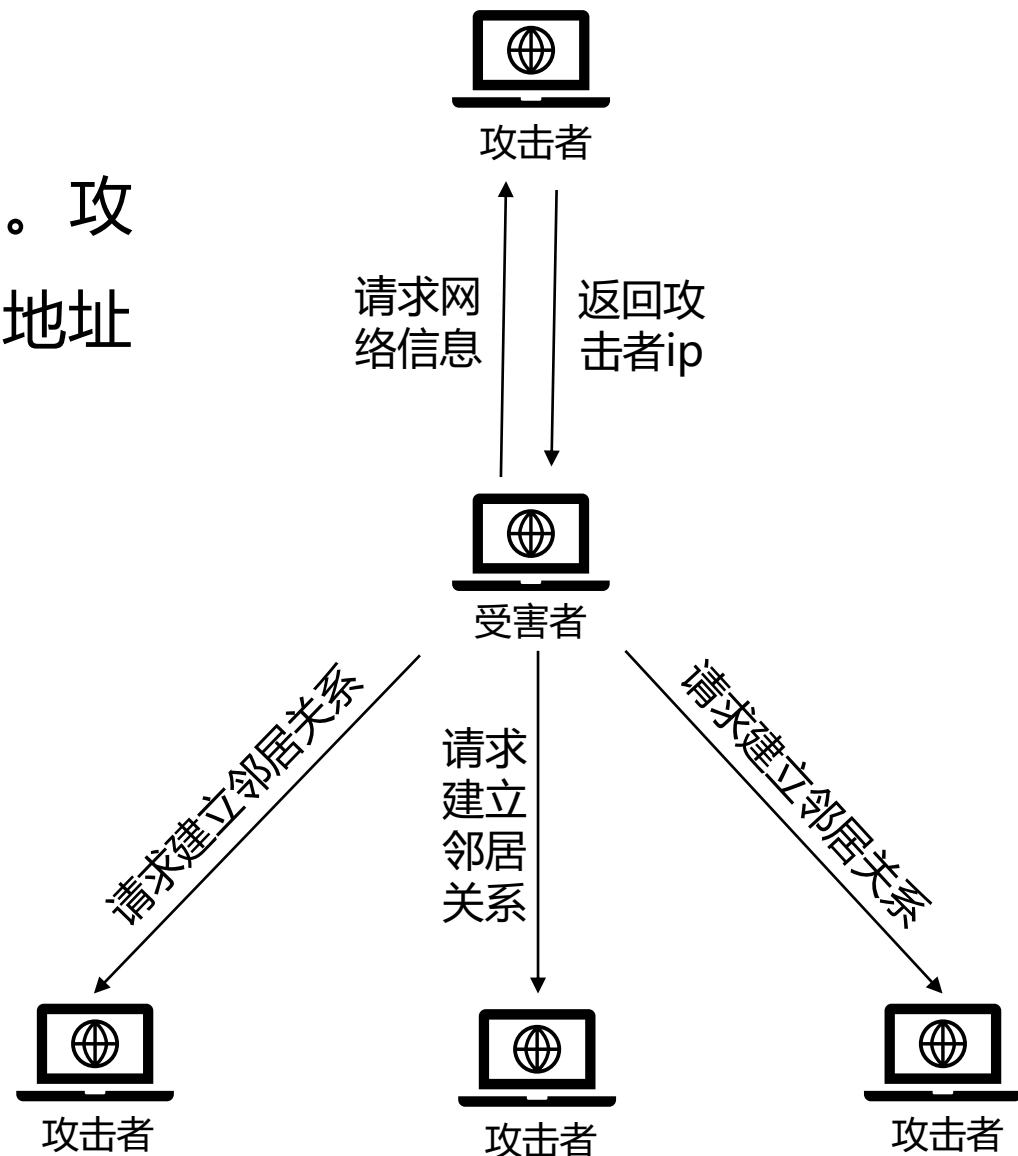 攻击者
。攻
地址
请求网
络信息
返回攻
击者ip
受害者
请求建立邻居关系
请求
建立
邻居
关系
请求建立邻居关系
攻击者
攻击者
攻击者